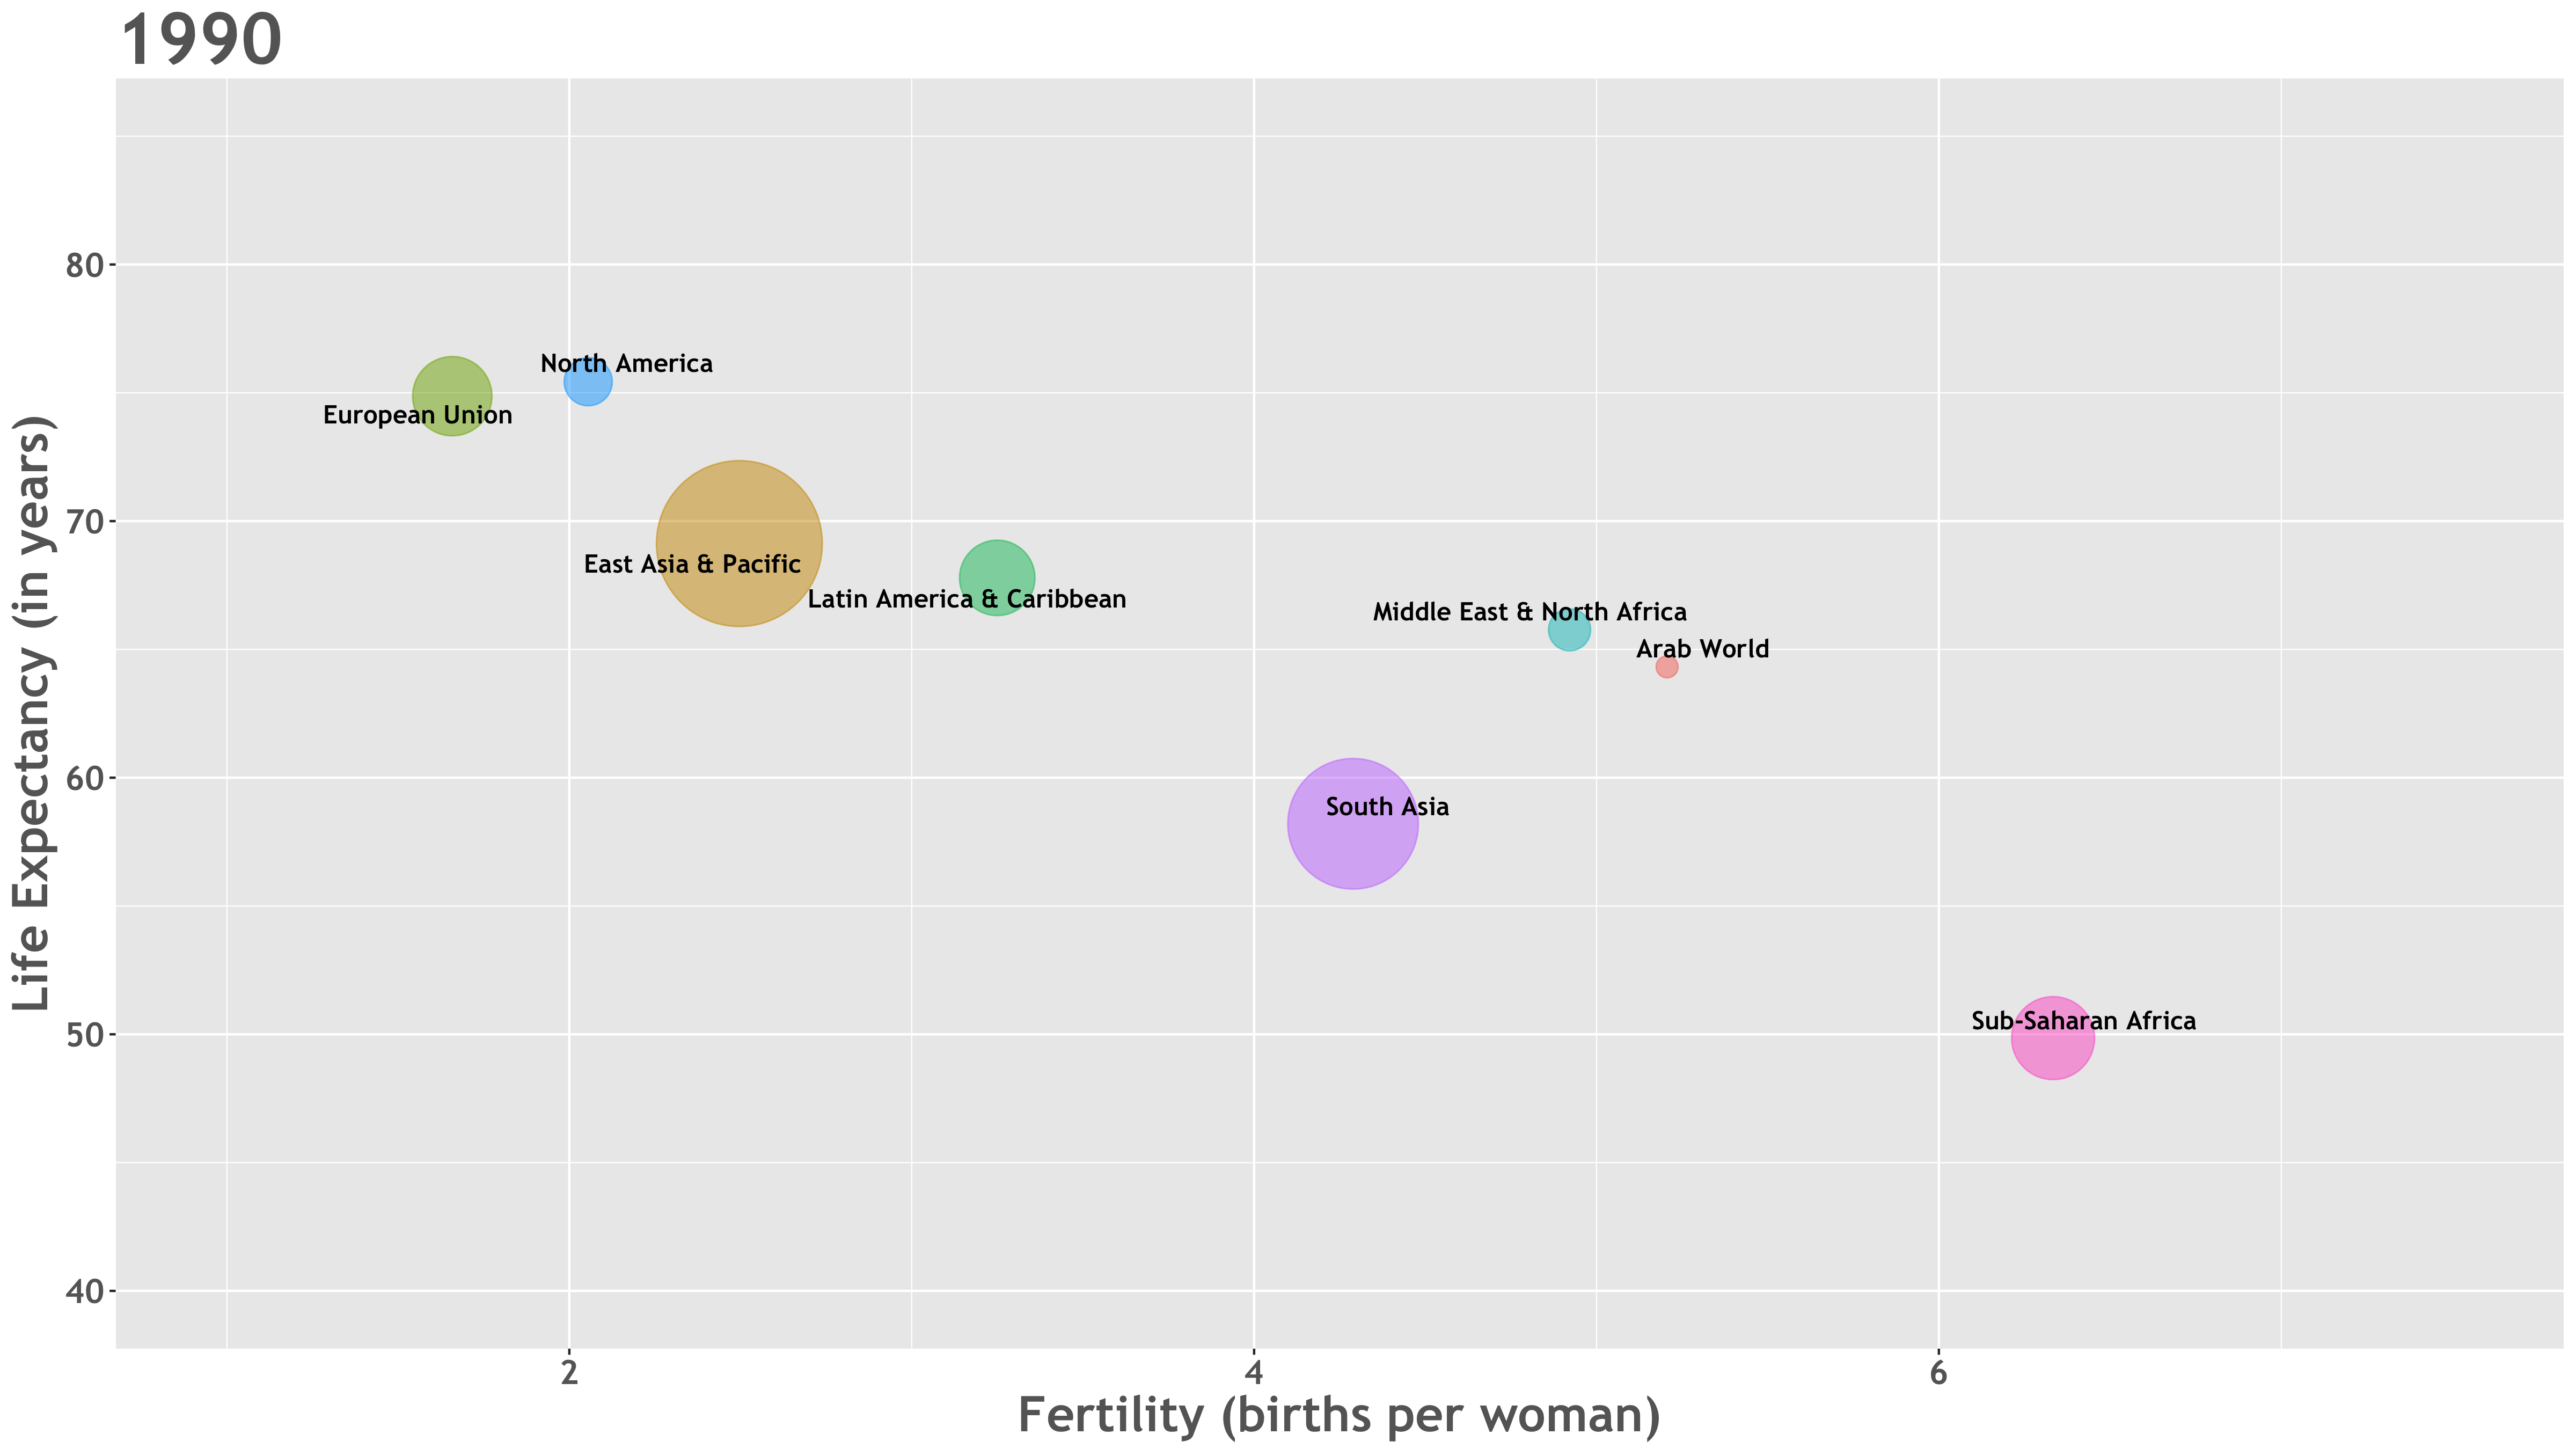 1990
Life Expectancy (in years)
80
70
60
50
40
North America
European Union
East Asia & Pacific
Latin America & Caribbean
Middle East & North Africa
Arab World
South Asia
Sub-Saharan Africa
2
4
6
Fertility (births per woman)